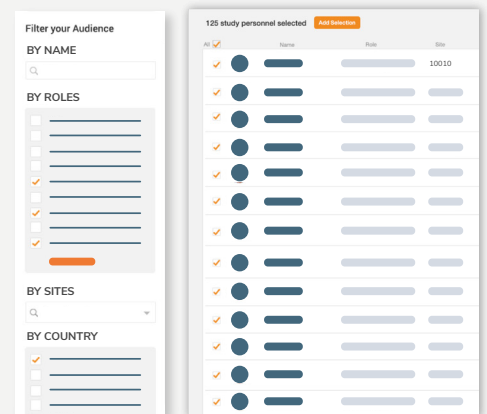 Filter your Audience
BY NAME
BY ROLES
BY SITES
BY COUNTRY
125 study personnel selected Add Selection
All Name Role Site
10010